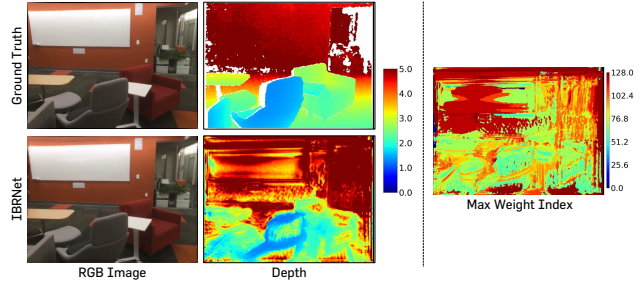 Ground Truth
IBRNet
5.0
4.0
3.0
2.0
1.0
0.0
128.0
102.4
76.8
51.2
25.6
0.0
Max Weight Index
RGB Image
Depth